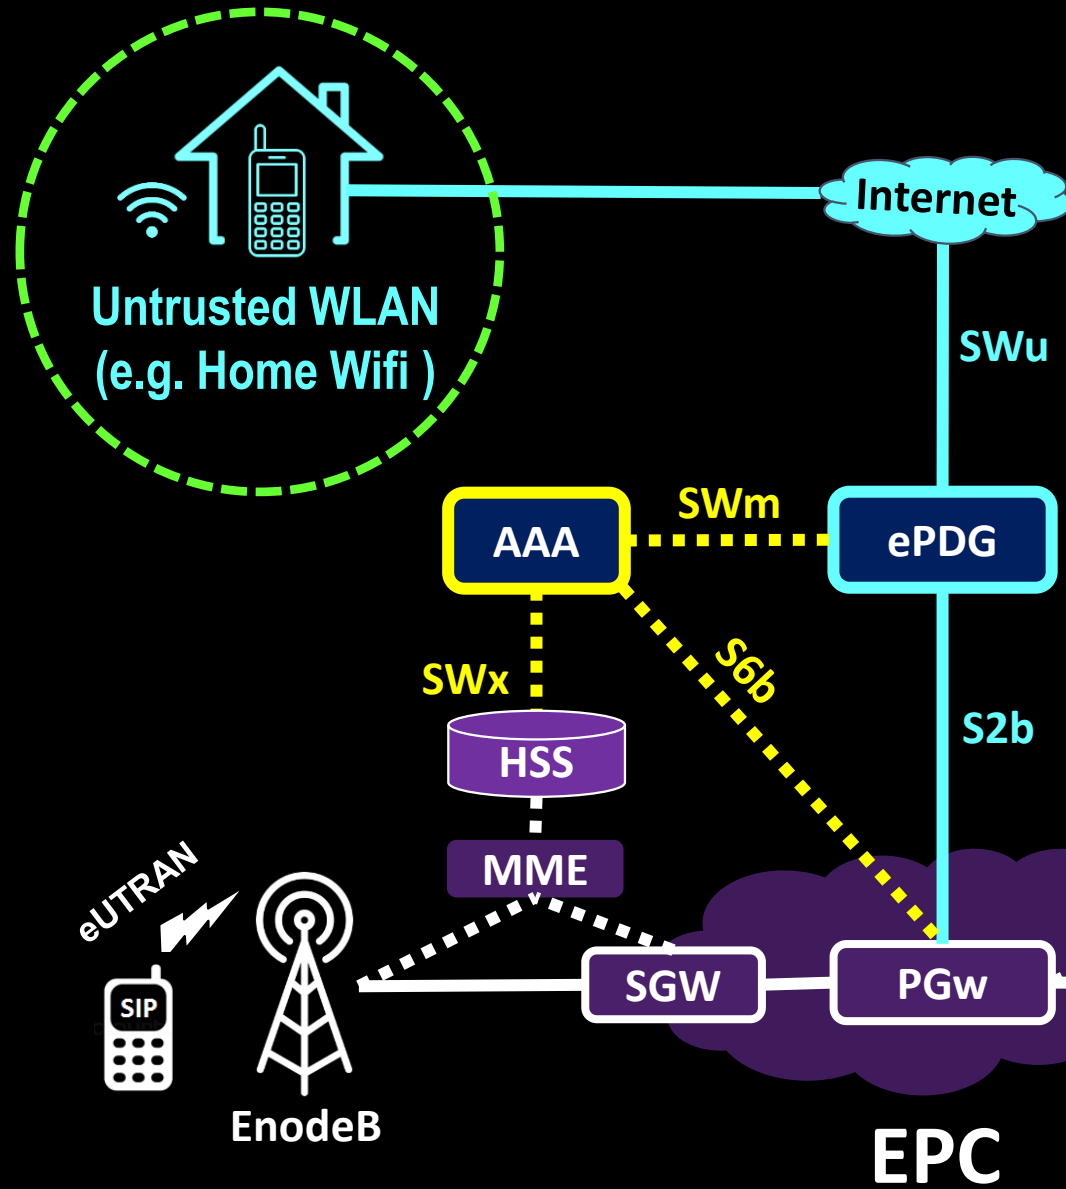 Internet
Untrusted WLAN
(e.g. Home Wifi )
SWu
SWm
AAA
ePDG
S6b
SWx
S2b
HSS
eUTRAN
MME
SGW
PGw
SIP
EnodeB
EPC